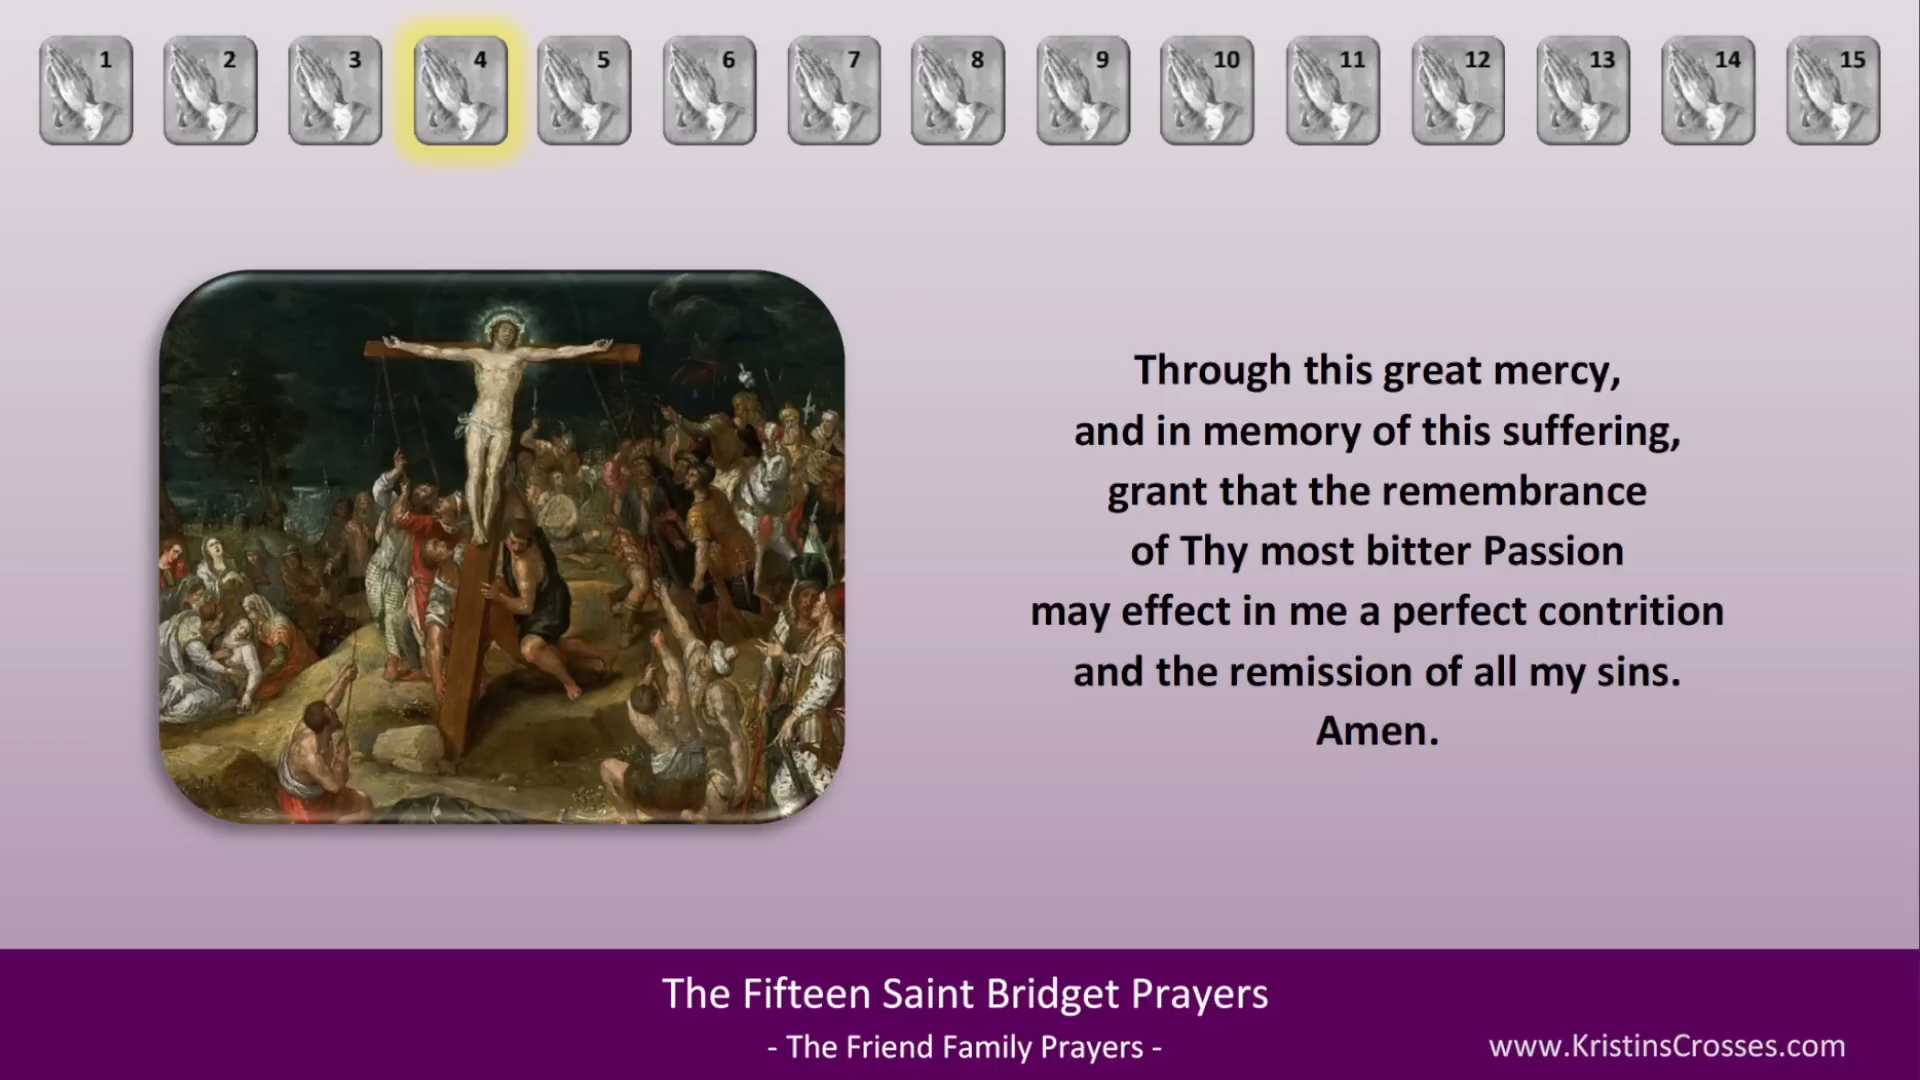 1 2 3 4 5 6 7 8 9 10 11 12 13 14 15
Through this great mercy,
and in memory of this suffering,
grant that the remembrance
of Thy most bitter Passion
may effect in me a perfect contrition
and the remission of all my sins.
Amen.
The Fifteen Saint Bridget Prayers
- The Friend Family Prayers -
www.KristinsCrosses.com